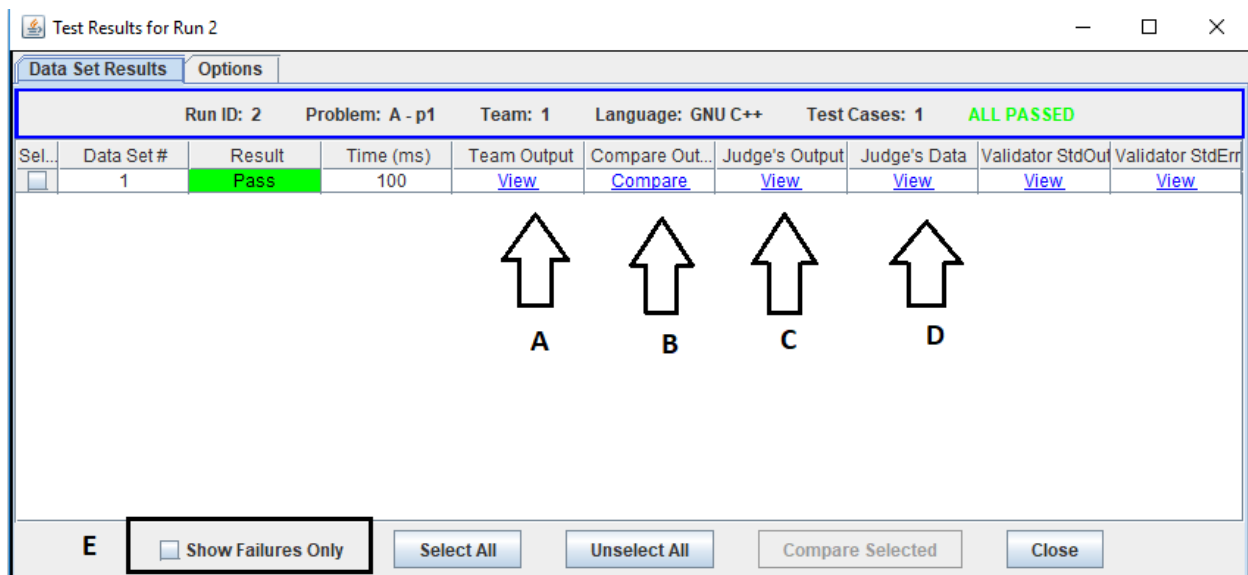 Test Results for Run 2
Data Set Results Options
Run ID: 2 Problem: A - p1 Team: 1 Language: GNU C++ Test Cases: 1 ALL PASSED
Sel... Data Set # Result Time (ms) Team Output Compare Out... Judge's Output Judge's Data Validator StdOut Validator StdErr
1 Pass 100 View Compare View View View View
A B C D
E Show Failures Only Select All Unselect All Compare Selected Close